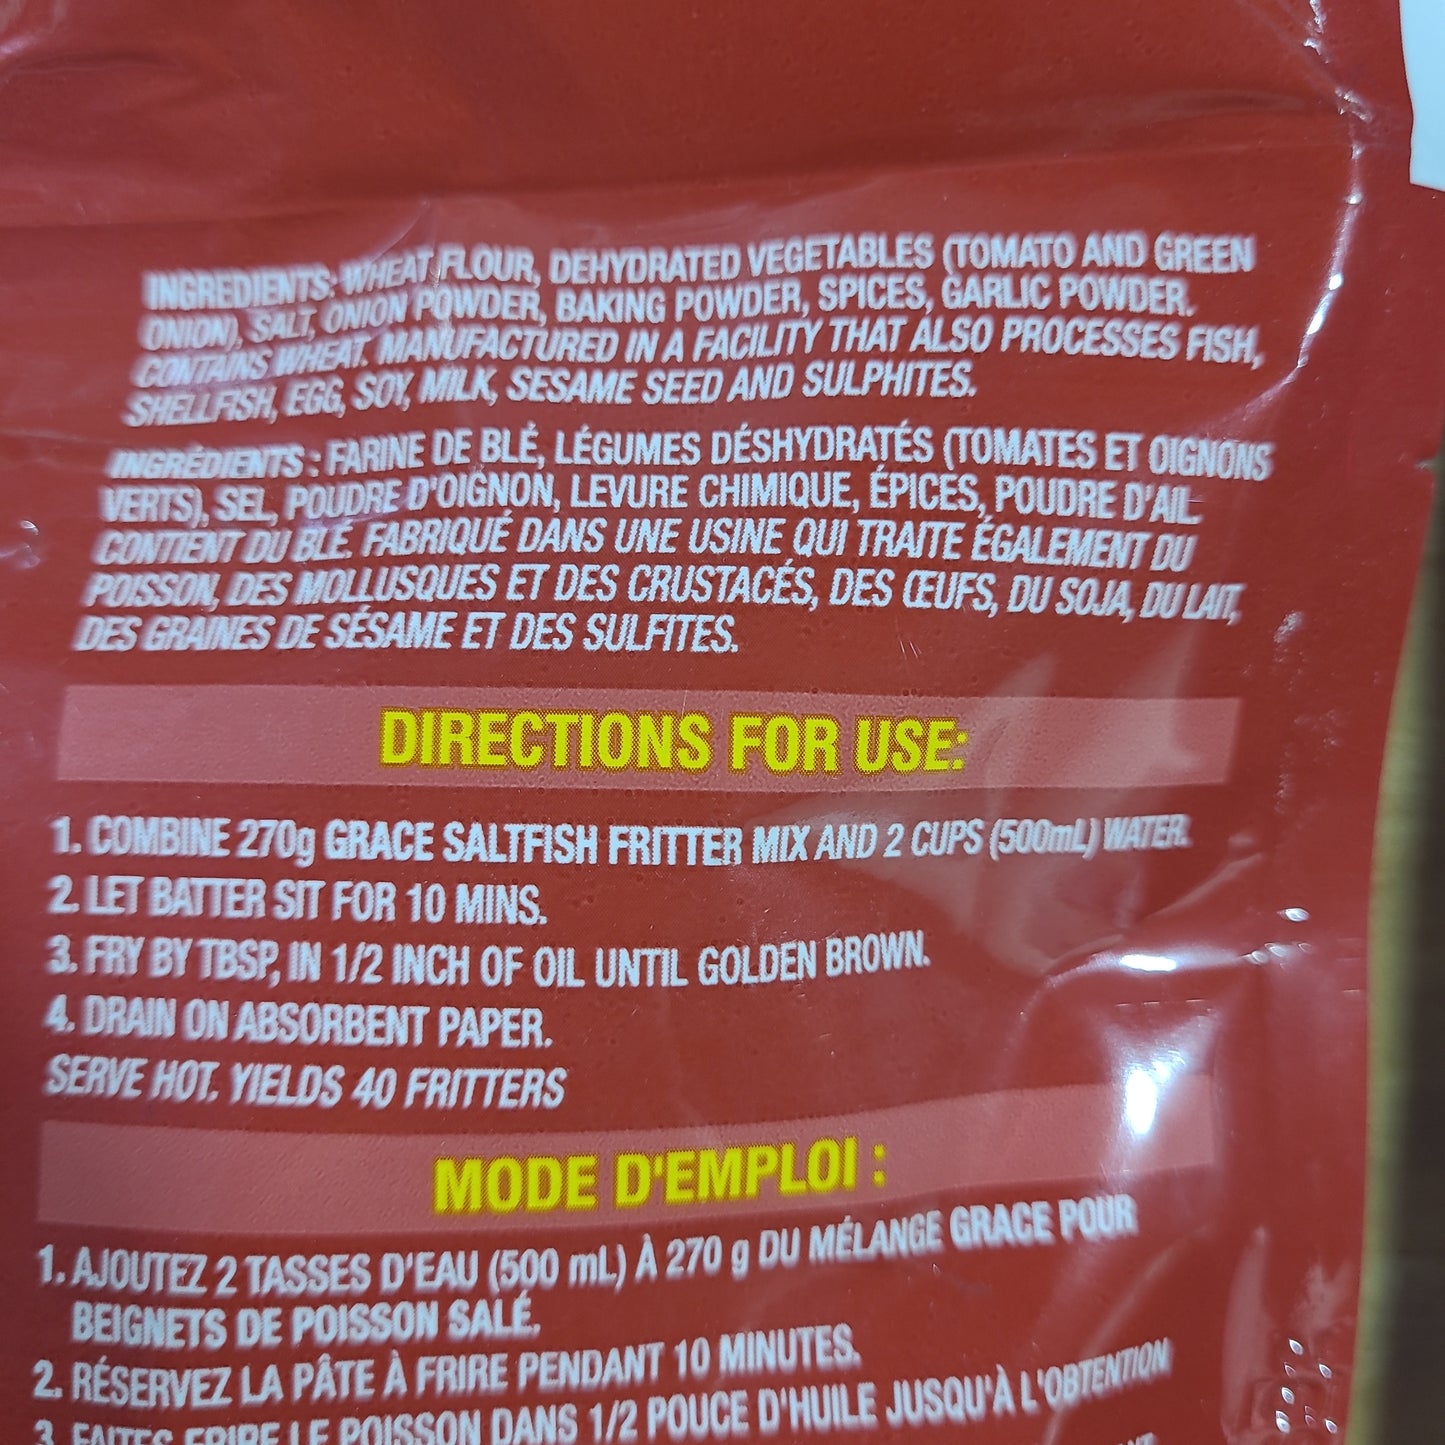 INGREDIENTS: WHEAT FLOUR, DEHYDRATED VEGETABLES (TOMATO AND GREEN
ONION), SALT, ONION POWDER, BAKING POWDER, SPICES, GARLIC POWDER.
CONTAINS WHEAT. MANUFACTURED IN A FACILITY THAT ALSO PROCESSES FISH,
SHELLFISH, EGG, SOY, MILK, SESAME SEED AND SULPHITES.
INGRÉDIENTS : FARINE DE BLÉ, LÉGUMES DÉSHYDRATÉS (TOMATES ET OIGNONS
VERTS), SEL, POUDRE D'OIGNON, LEVURE CHIMIQUE, ÉPICES, POUDRE D'AIL.
CONTIENT DU BLÉ. FABRIQUÉ DANS UNE USINE QUI TRAITE ÉGALEMENT DU
POISSON, DES MOLLUSQUES ET DES CRUSTACÉS, DES ŒUFS, DU SOJA, DU LAIT,
DES GRAINES DE SÉSAME ET DES SULFITES.
DIRECTIONS FOR USE:
1. COMBINE 270g GRACE SALTFISH FRITTER MIX AND 2 CUPS (500mL) WATER.
2. LET BATTER SIT FOR 10 MINS.
3. FRY BY TBSP, IN 1/2 INCH OF OIL UNTIL GOLDEN BROWN.
4. DRAIN ON ABSORBENT PAPER.
SERVE HOT. YIELDS 40 FRITTERS
MODE D'EMPLOI :
1. AJOUTEZ 2 TASSES D'EAU (500 mL) À 270 g DU MÉLANGE GRACE POUR
BEIGNETS DE POISSON SALÉ.
2. RÉSERVEZ LA PÂTE À FRIRE PENDANT 10 MINUTES.
3. FAITES FRIRE LE POISSON DANS 1/2 POUCE D'HUILE JUSQU'À L'OBTENTION